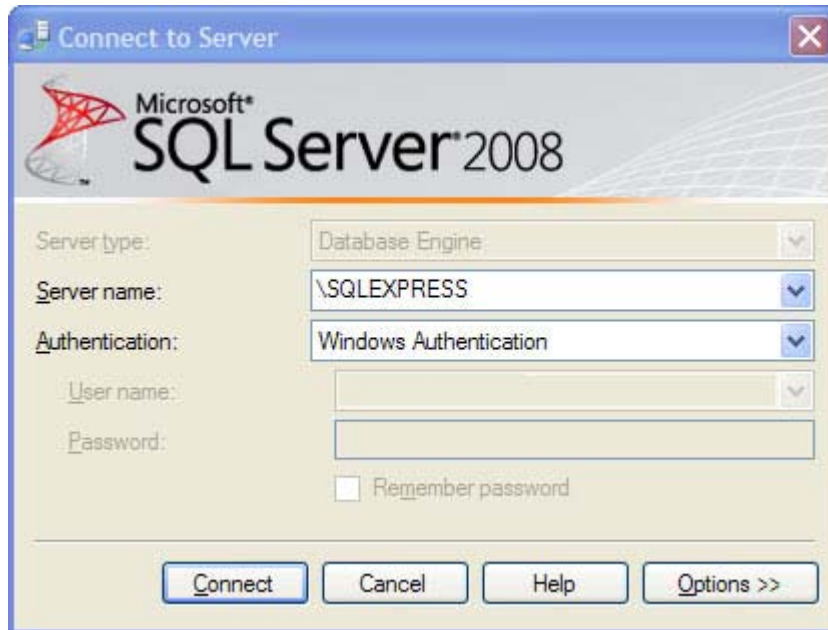 Connect to Server
Microsoft®
SQL Server®2008
™
Server type: Database Engine
Server name: \SQLEXPRESS
Authentication: Windows Authentication
User name:
Password:
Remember password
Connect Cancel Help Options >>